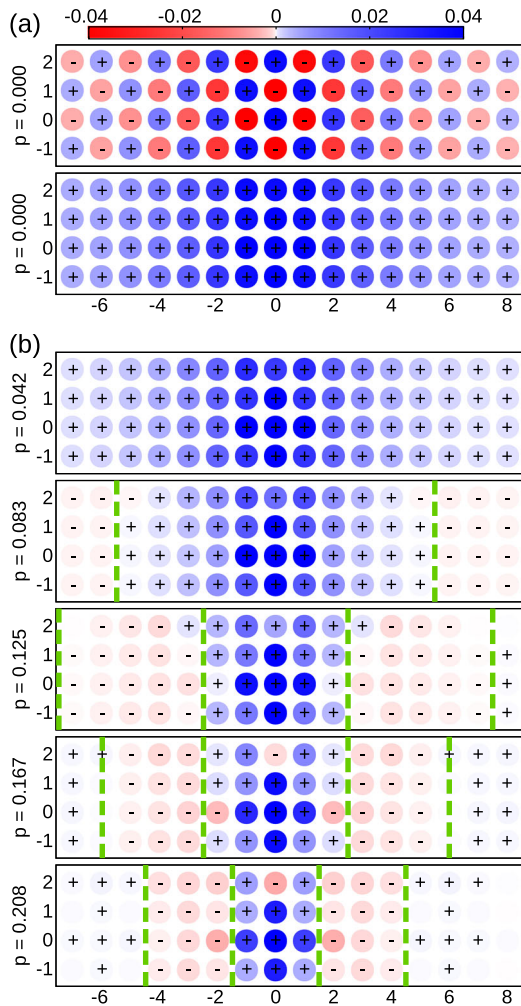 (a)
-0.04 -0.02 0 0.02 0.04
p = 0.000
2 - + - + - + - + - + - + - + - +
1 + - + - + - + - + - + - + - + -
0 - + - + - + - + - + - + - + - +
-1 + - + - + - + - + - + - + - + -
p = 0.000
2 + + + + + + + + + + + + + + + +
1 + + + + + + + + + + + + + + + +
0 + + + + + + + + + + + + + + + +
-1 + + + + + + + + + + + + + + + +
-6 -4 -2 0 2 4 6 8
(b)
p = 0.042
2 + + + + + + + + + + + + + + + +
1 + + + + + + + + + + + + + + + +
0 + + + + + + + + + + + + + + + +
-1 + + + + + + + + + + + + + + + +
p = 0.083
2 - - - + + + + + + + + + - - - -
1 - - + + + + + + + + + + + - - -
0 - - + + + + + + + + + + + - - -
-1 - - + + + + + + + + + + + - - -
p = 0.125
2 - - - + + + + + + + - - -
1 - - - - - + + + + + - - - - - +
0 - - - - - + + + + + - - - - - +
-1 - - - - - + + + + + - - - - - +
p = 0.167
2 + + - - - + + - + + - - - + + +
1 + - - - + + + + + - - - + +
0 + - - - - + + + - - - - + +
-1 + - - - + + + + + - - - + +
p = 0.208
2 + + + - - - + - + - - - + + +
1 - - - + + + - - -
0 + + + - - - + + + - - - + + +
-1 + - - - + + + - - - +
-6 -4 -2 0 2 4 6 8